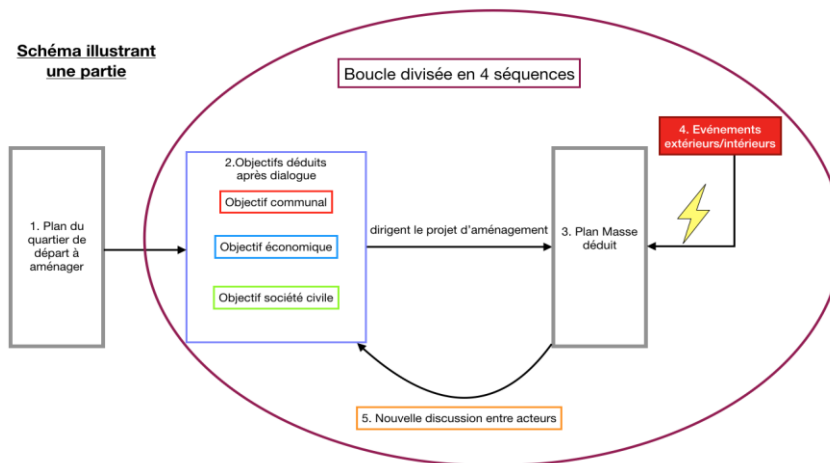 Schéma illustrant
une partie
Boucle divisée en 4 séquences
4. Evénements
extérieurs/intérieurs
1. Plan du
quartier de
départ à
aménager
2.Objectifs déduits
après dialogue
Objectif communal
Objectif économique
Objectif société civile
dirigent le projet d'aménagement
3. Plan Masse
déduit
5. Nouvelle discussion entre acteurs